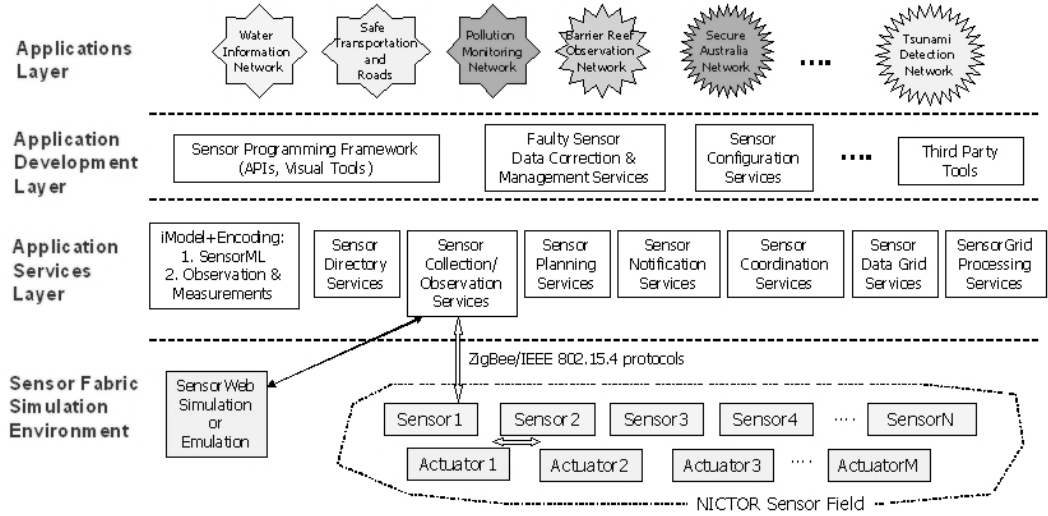 Applications
Layer
Water
Information
Network
Safe
Transportation
and
Roads
Pollution
Monitoring
Network
Barrier Reef
Observation
Network
Secure
Australia
Network
....
Tsunami
Detection
Network
Application
Development
Layer
Sensor Programming Framework
(APIs, Visual Tools)
Faulty Sensor
Data Correction &
Management Services
Sensor
Configuration
Services
....
Third Party
Tools
Application
Services
Layer
iModel+Encoding:
1. SensorML
2. Observation &
Measurements
Sensor
Directory
Services
Sensor
Collection/
Observation
Services
Sensor
Planning
Services
Sensor
Notification
Services
Sensor
Coordination
Services
Sensor
Data Grid
Services
SensorGrid
Processing
Services
ZigBee/IEEE 802.15.4 protocols
Sensor Fabric
Simulation
Environment
SensorWeb
Simulation
or
Emulation
Sensor1
Sensor2
Sensor3
Sensor4
....
SensorN
Actuator1
Actuator2
Actuator3
....
ActuatorM
NICTOR Sensor Field